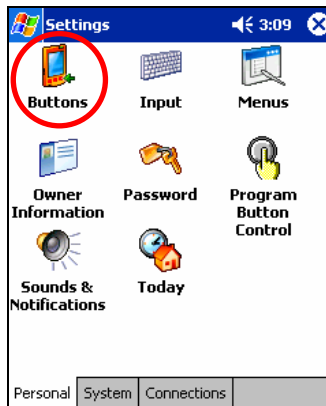 Settings 3:09
Buttons Input Menus
Owner Information Password Program Button Control
Sounds & Notifications Today
Personal System Connections